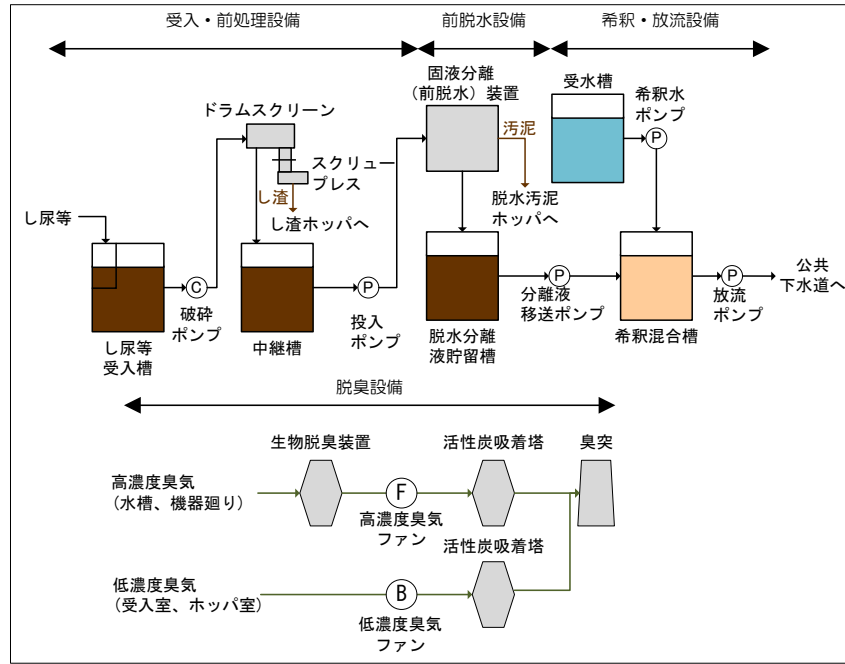 受入・前処理設備
前脱水設備
希釈・放流設備
固液分離
(前脱水)装置
受水槽
希釈水
ポンプ
P
ドラムスクリーン
汚泥
スクリュー
プレス
し渣
し渣ホッパへ
脱水汚泥
ホッパへ
し尿等
C
P
P
P
公共
下水道へ
破砕
ポンプ
投入
ポンプ
分離液
移送ポンプ
放流
ポンプ
し尿等
受入槽
中継槽
脱水分離
液貯留槽
希釈混合槽
脱臭設備
生物脱臭装置
活性炭吸着塔
臭突
高濃度臭気
(水槽、機器廻り)
F
高濃度臭気
ファン
活性炭吸着塔
低濃度臭気
(受入室、ホッパ室)
B
低濃度臭気
ファン